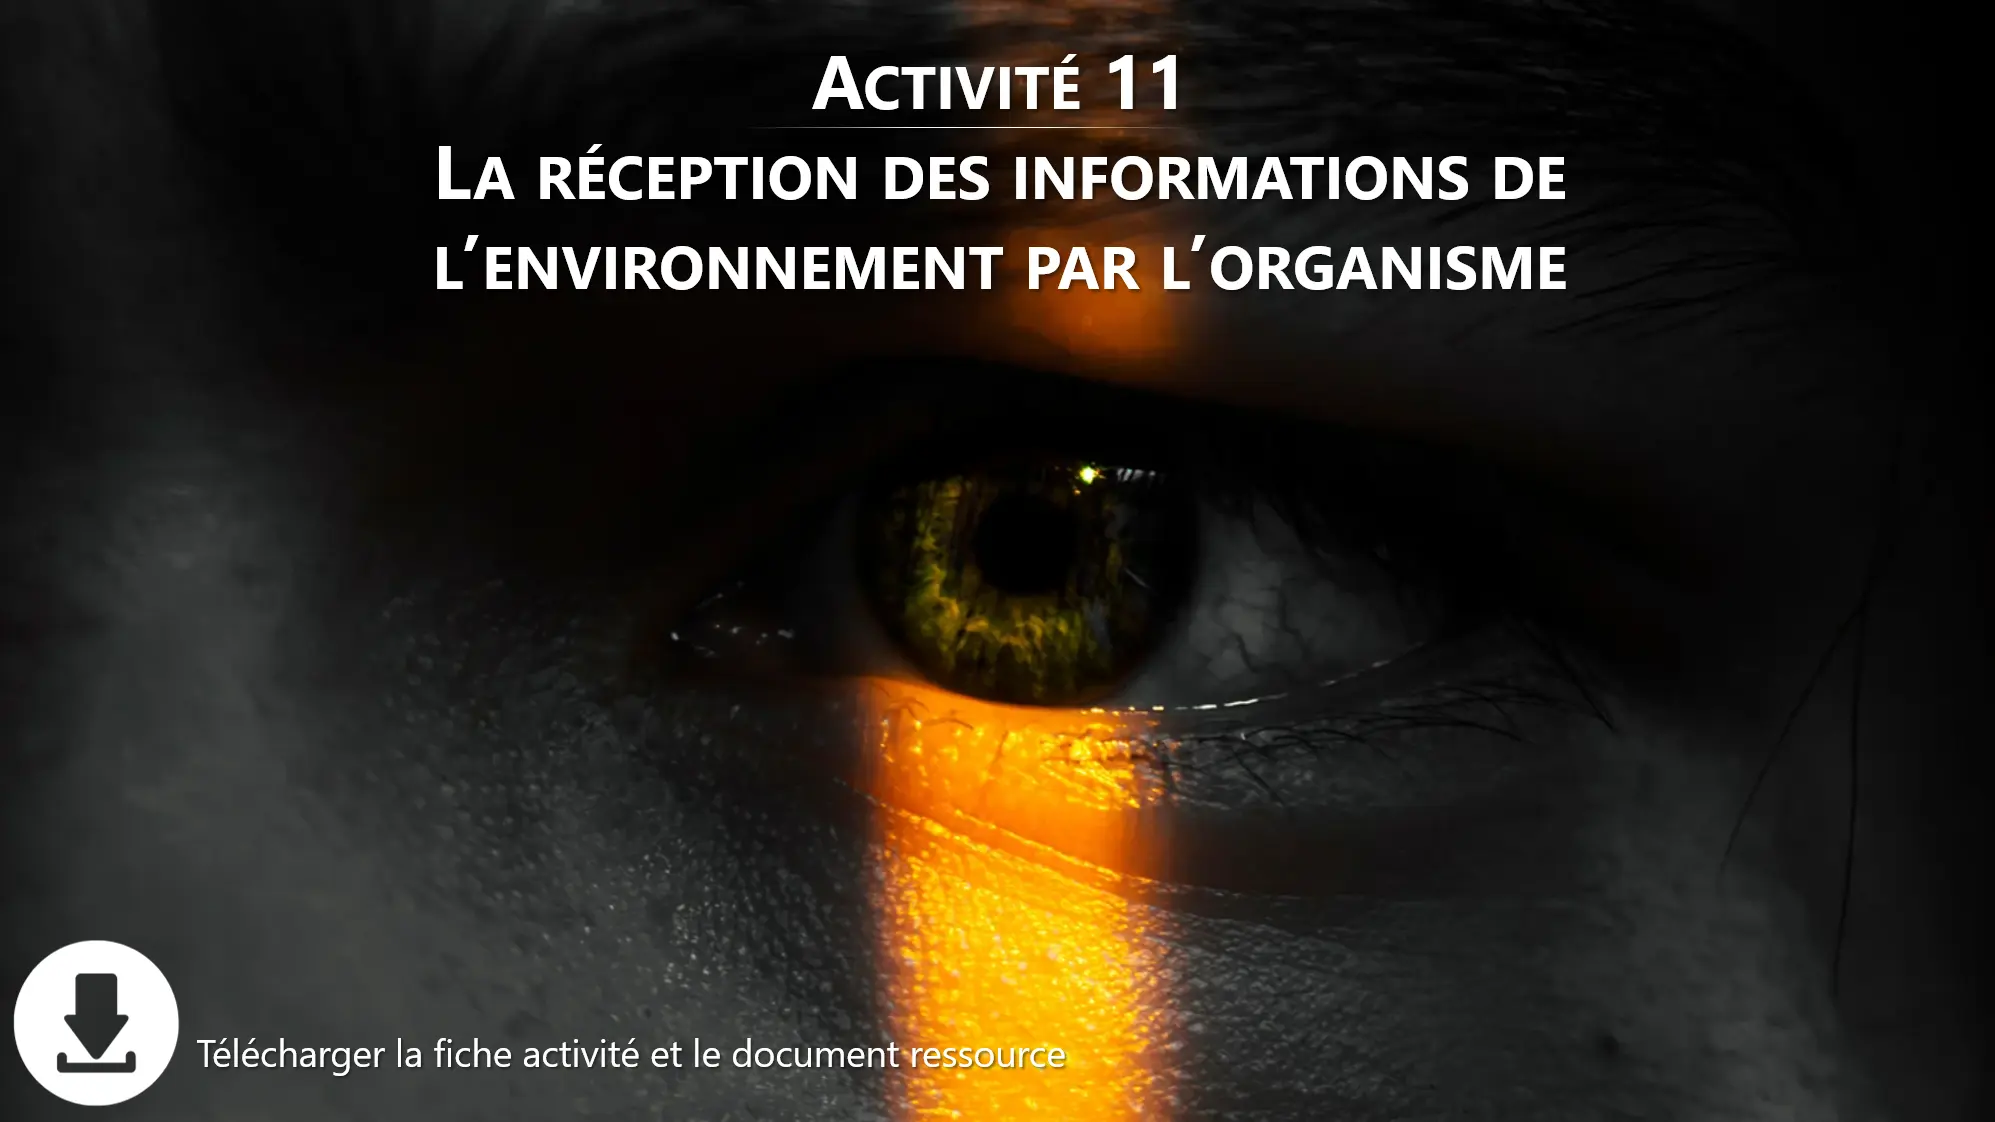 Activité 11
La réception des informations de
l’environnement par l’organisme
Télécharger la fiche activité et le document ressource